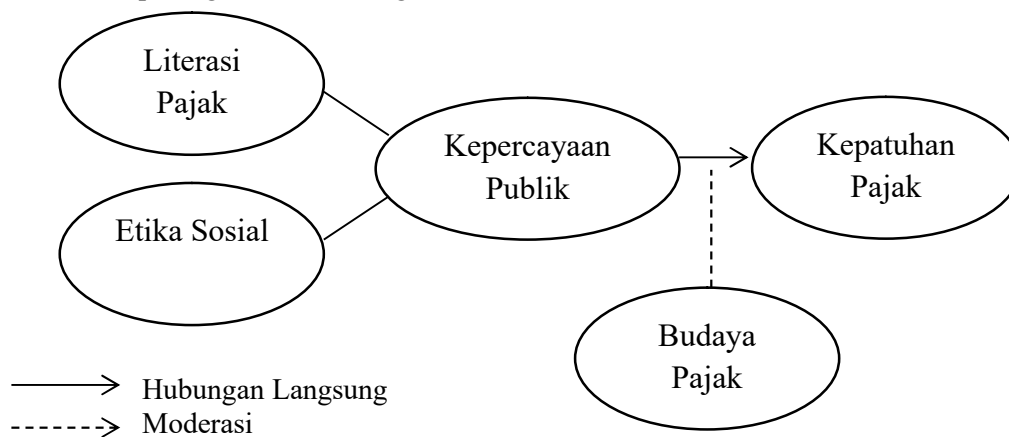 Literasi
Pajak
Kepercayaan
Publik
Kepatuhan
Pajak
Etika Sosial
Budaya
Pajak
Hubungan Langsung
Moderasi